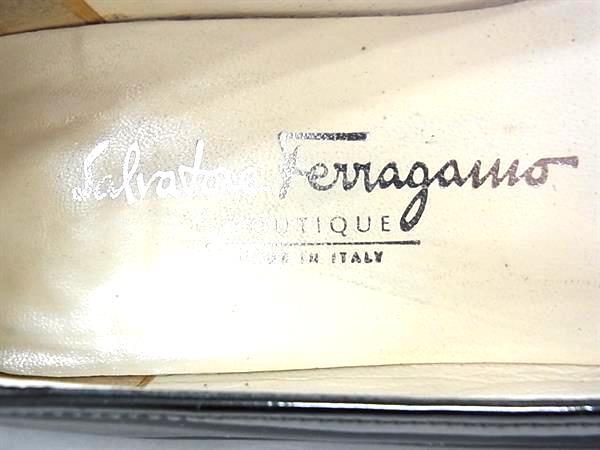 Salvatore Ferragamo
BOUTIQUE
MADE IN ITALY